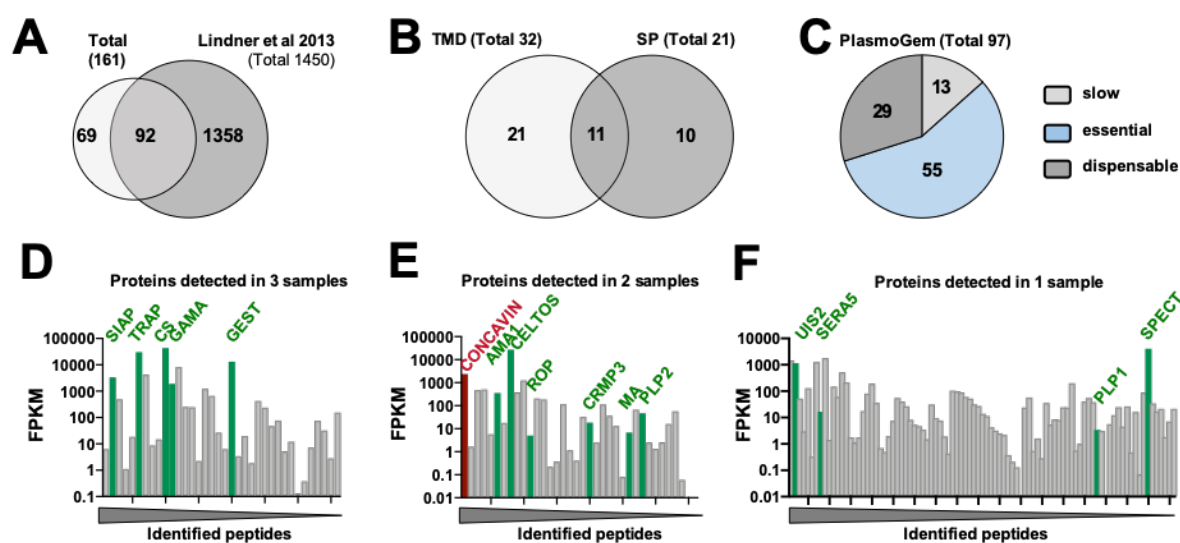 A
Total
(161)
Lindner et al 2013
(Total 1450)
69
92
1358
B
TMD (Total 32)
SP (Total 21)
21
11
10
C
PlasmoGem (Total 97)
13
29
55
slow
essential
dispensable
D
Proteins detected in 3 samples
SIAP
TRAP
CS
GAMA
GEST
FPKM
100000
10000
1000
100
10
1
0.1
Identified peptides
E
Proteins detected in 2 samples
CONCAVIN
AMA1
CELTOS
ROP
CRMP3
MA
PLP2
FPKM
100000
10000
1000
100
10
1
0.10
0.01
Identified peptides
F
Proteins detected in 1 sample
UIS2
SERA5
PLP1
SPECT
FPKM
100000
10000
1000
100
10
1
0.1
0.01
Identified peptides